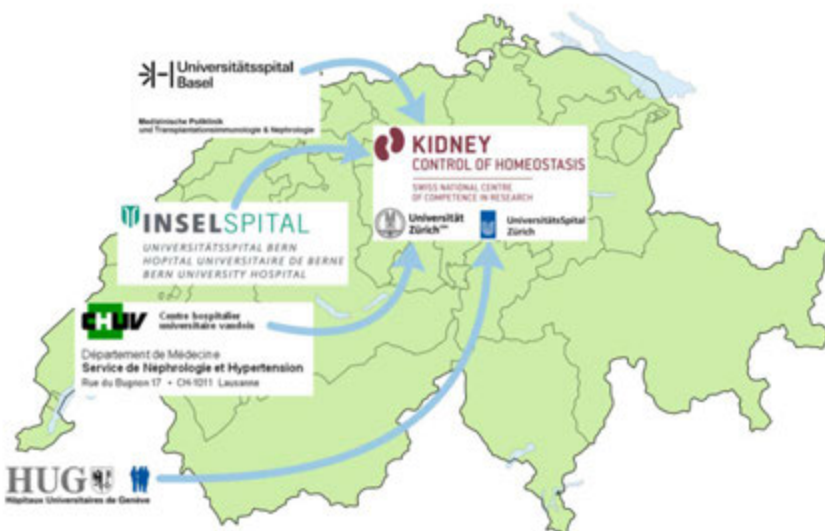 Universitätsspital
Basel
Medizinische Poliklinik
und Transplantationsimmunologie & Nephrologie
KIDNEY
CONTROL OF HOMEOSTASIS
SWISS NATIONAL CENTRE
OF COMPETENCE IN RESEARCH
Universität
Zürich
UniversitätsSpital
Zürich
INSELSPITAL
UNIVERSITÄTSSPITAL BERN
HOPITAL UNIVERSITAIRE DE BERNE
BERN UNIVERSITY HOSPITAL
CHUV
Centre hospitalier
universitaire vaudois
Département de Médecine
Service de Néphrologie et Hypertension
Rue du Bugnon 17 • CH-1011 Lausanne
HUG
Hôpitaux Universitaires de Genève